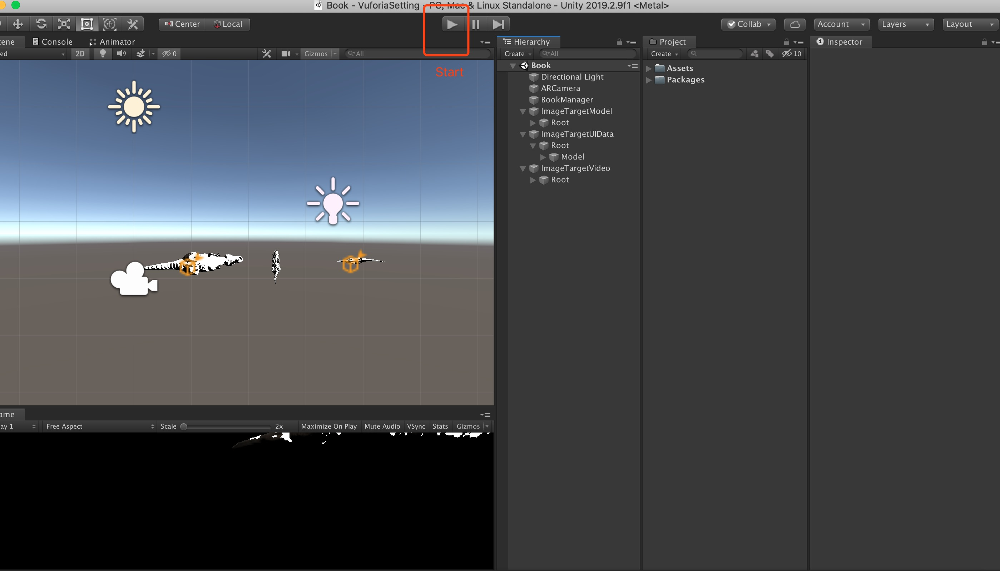 Book - VuforiaSetting - PC, Mac & Linux Standalone - Unity 2019.2.9f1 <Metal>
Center Local Collab Account Layers Layout
cene Console Animator
ed 2D 0 Gizmos All
Start
Hierarchy
Create All
Book
Directional Light
ARCamera
BookManager
ImageTargetModel
Root
ImageTargetUIData
Root
Model
ImageTargetVideo
Root
Project
Create 10
Assets
Packages
Inspector
ame
ay 1 Free Aspect Scale 2x Maximize On Play Mute Audio VSync Stats Gizmos